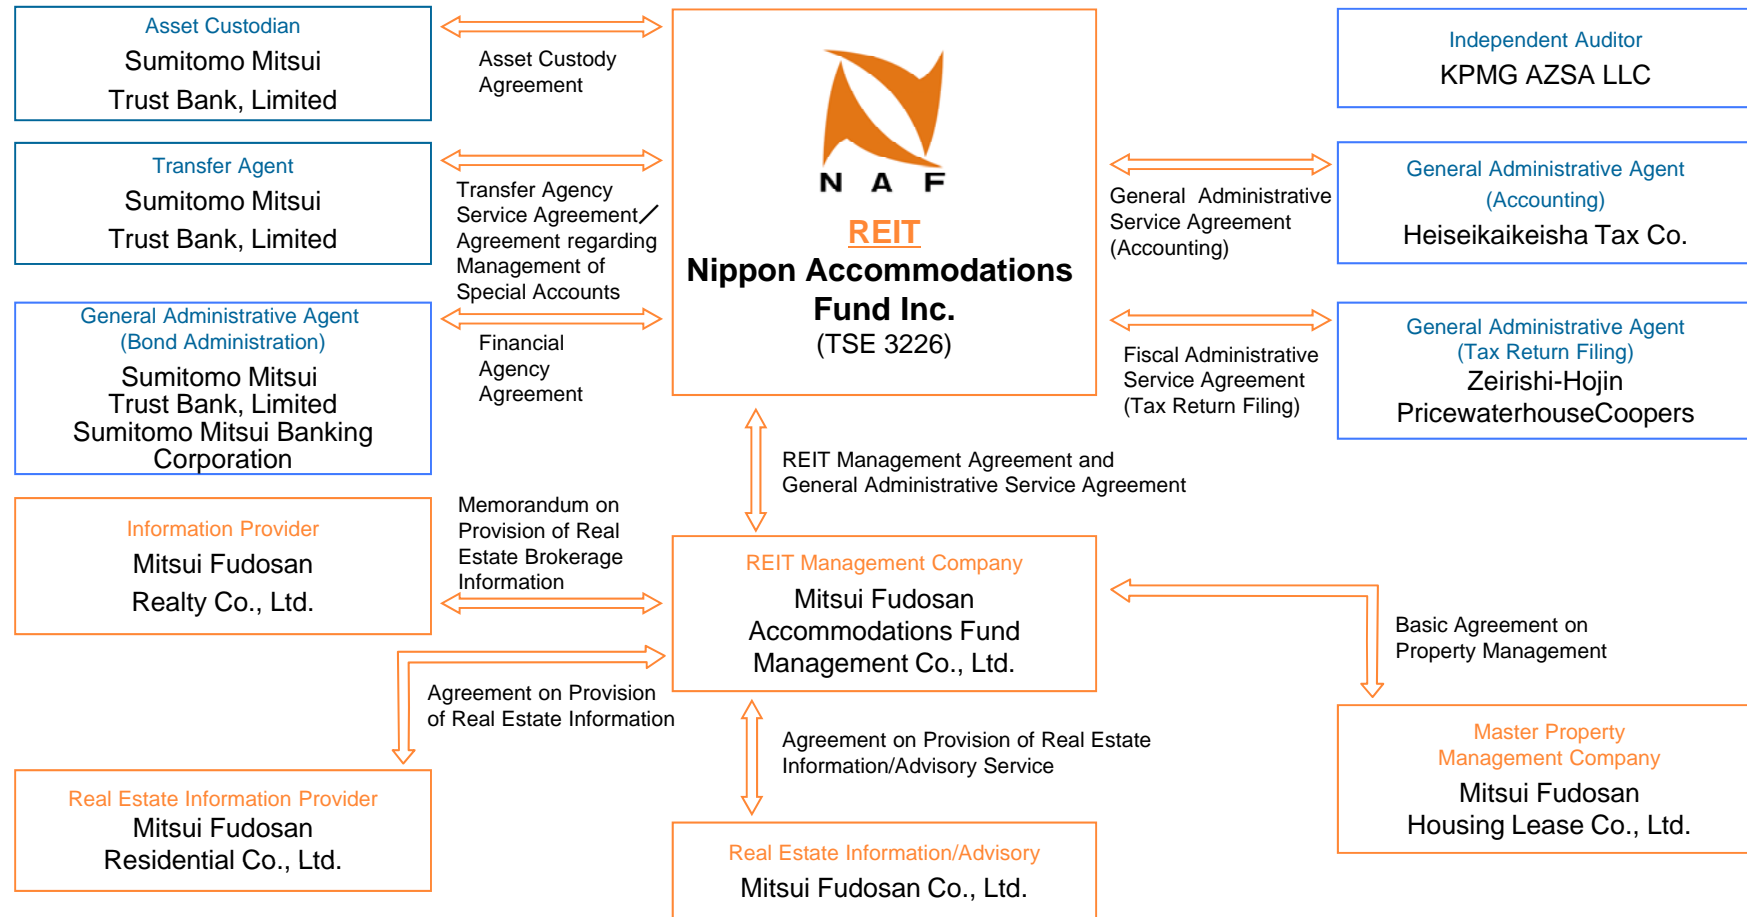 Asset Custodian
Sumitomo Mitsui
Trust Bank, Limited
Asset Custody
Agreement
Transfer Agent
Sumitomo Mitsui
Trust Bank, Limited
Transfer Agency
Service Agreement／
Agreement regarding
Management of
Special Accounts
General Administrative Agent
(Bond Administration)
Sumitomo Mitsui
Trust Bank, Limited
Sumitomo Mitsui Banking
Corporation
Financial
Agency
Agreement
N A F
REIT
Nippon Accommodations
Fund Inc.
(TSE 3226)
Independent Auditor
KPMG AZSA LLC
General Administrative
Service Agreement
(Accounting)
General Administrative Agent
(Accounting)
Heiseikaikeisha Tax Co.
Fiscal Administrative
Service Agreement
(Tax Return Filing)
General Administrative Agent
(Tax Return Filing)
Zeirishi-Hojin
PricewaterhouseCoopers
REIT Management Agreement and
General Administrative Service Agreement
Information Provider
Mitsui Fudosan
Realty Co., Ltd.
Memorandum on
Provision of Real
Estate Brokerage
Information
REIT Management Company
Mitsui Fudosan
Accommodations Fund
Management Co., Ltd.
Basic Agreement on
Property Management
Agreement on Provision
of Real Estate Information
Agreement on Provision of Real Estate
Information/Advisory Service
Real Estate Information Provider
Mitsui Fudosan
Residential Co., Ltd.
Real Estate Information/Advisory
Mitsui Fudosan Co., Ltd.
Master Property
Management Company
Mitsui Fudosan
Housing Lease Co., Ltd.